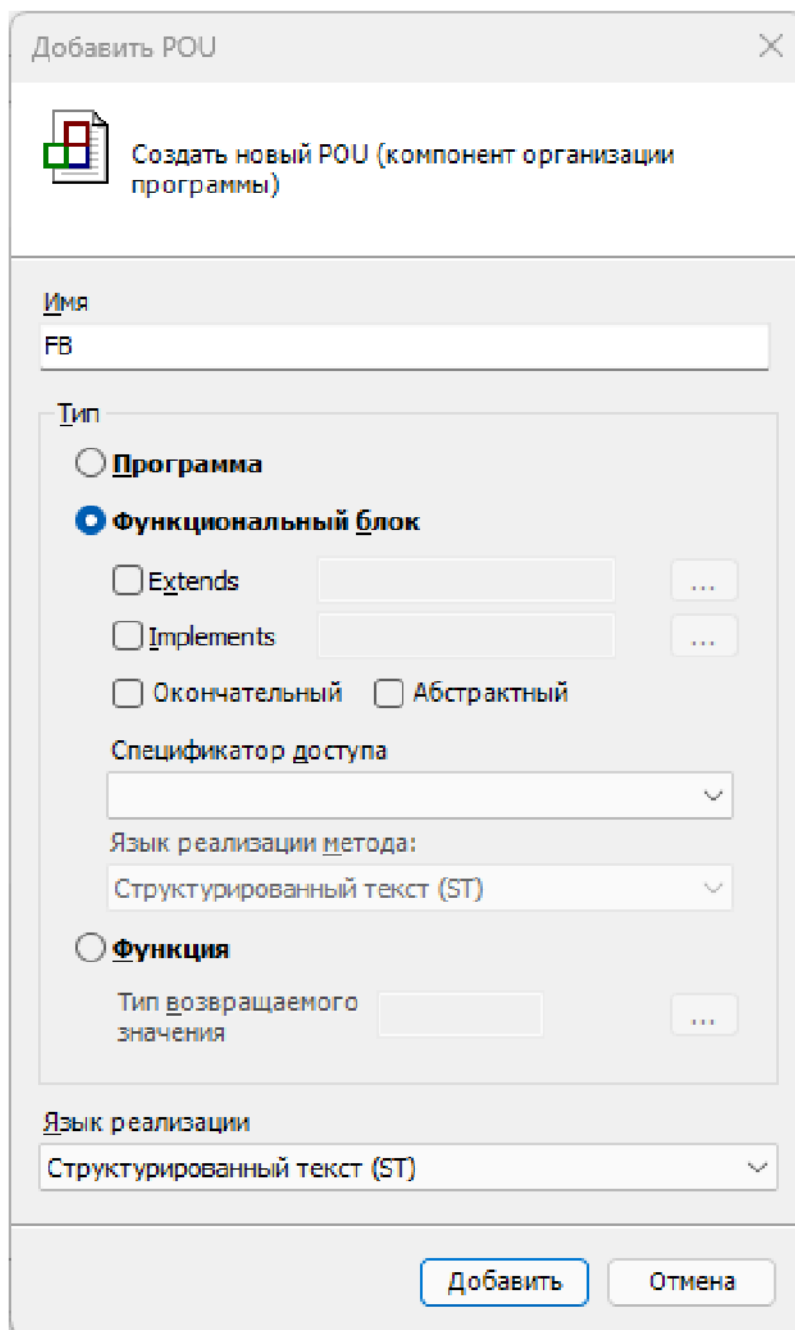 Добавить POU
Создать новый POU (компонент организации
программы)
Имя
FB
Тип
Программа
Функциональный блок
Extends
...
Implements
...
Окончательный Абстрактный
Спецификатор доступа
Язык реализации метода:
Структурированный текст (ST)
Функция
Тип возвращаемого
значения
...
Язык реализации
Структурированный текст (ST)
Добавить Отмена